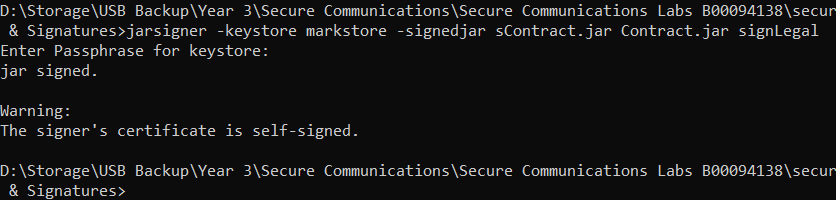 D:\Storage\USB Backup\Year 3\Secure Communications\Secure Communications Labs B00094138\secur
& Signatures>jarsigner -keystore markstore -signedjar sContract.jar Contract.jar signLegal
Enter Passphrase for keystore:
jar signed.
Warning:
The signer's certificate is self-signed.
D:\Storage\USB Backup\Year 3\Secure Communications\Secure Communications Labs B00094138\secur
& Signatures>